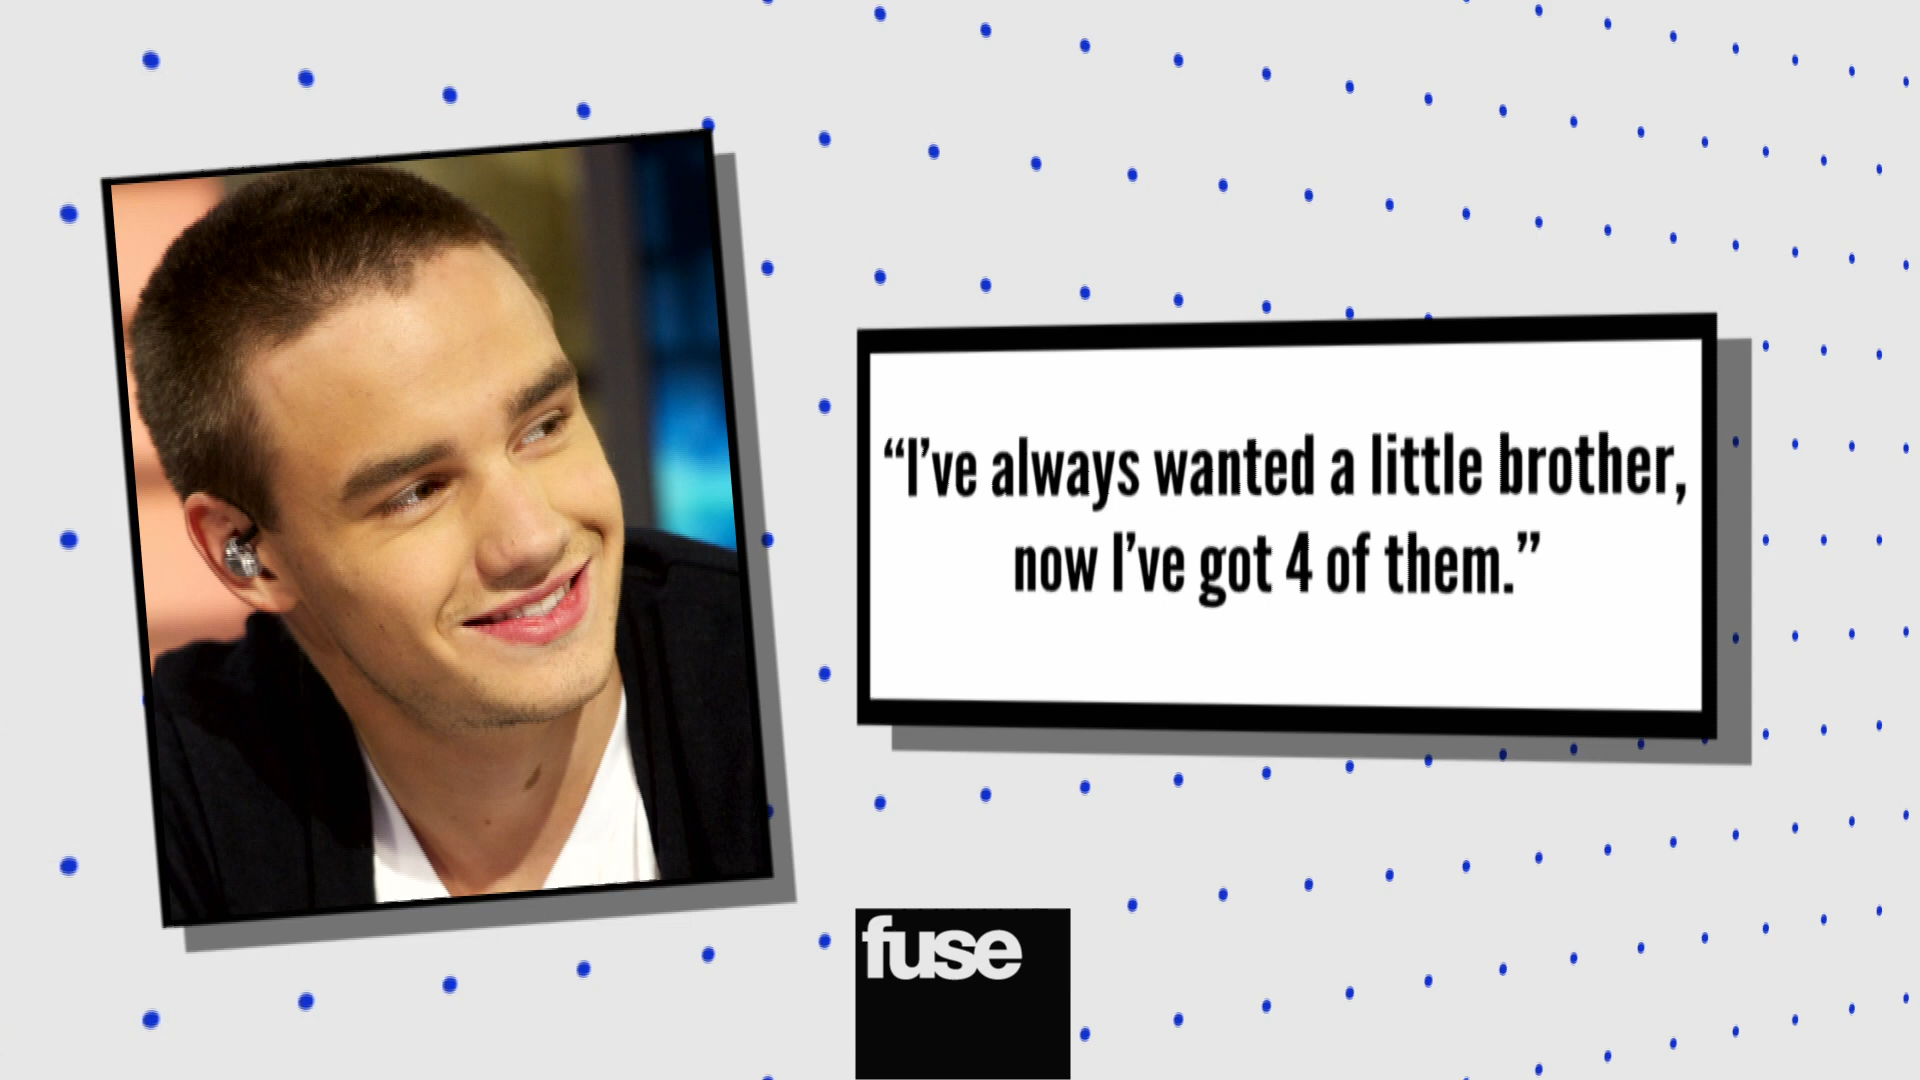 “I’ve always wanted a little brother,
now I’ve got 4 of them.”
fuse